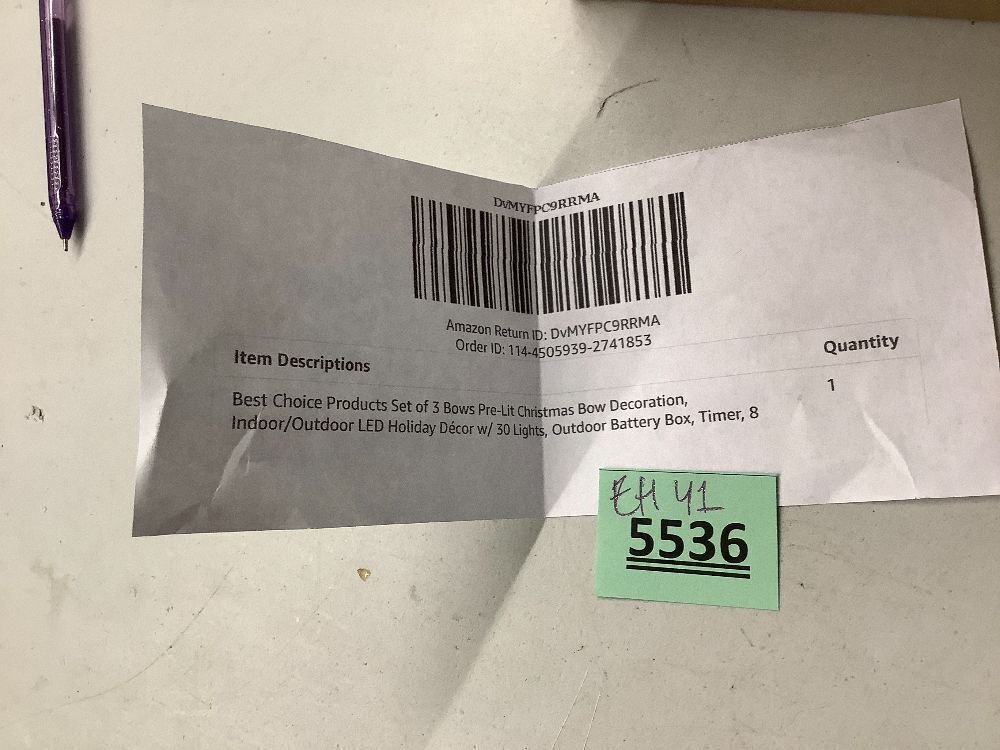 DvMYFPC9RRMA
Amazon Return ID: DvMYFPC9RRMA
Order ID: 114-4505939-2741853
Item Descriptions Quantity
Best Choice Products Set of 3 Bows Pre-Lit Christmas Bow Decoration, 1
Indoor/Outdoor LED Holiday Décor w/ 30 Lights, Outdoor Battery Box, Timer, 8
EH 41
5536